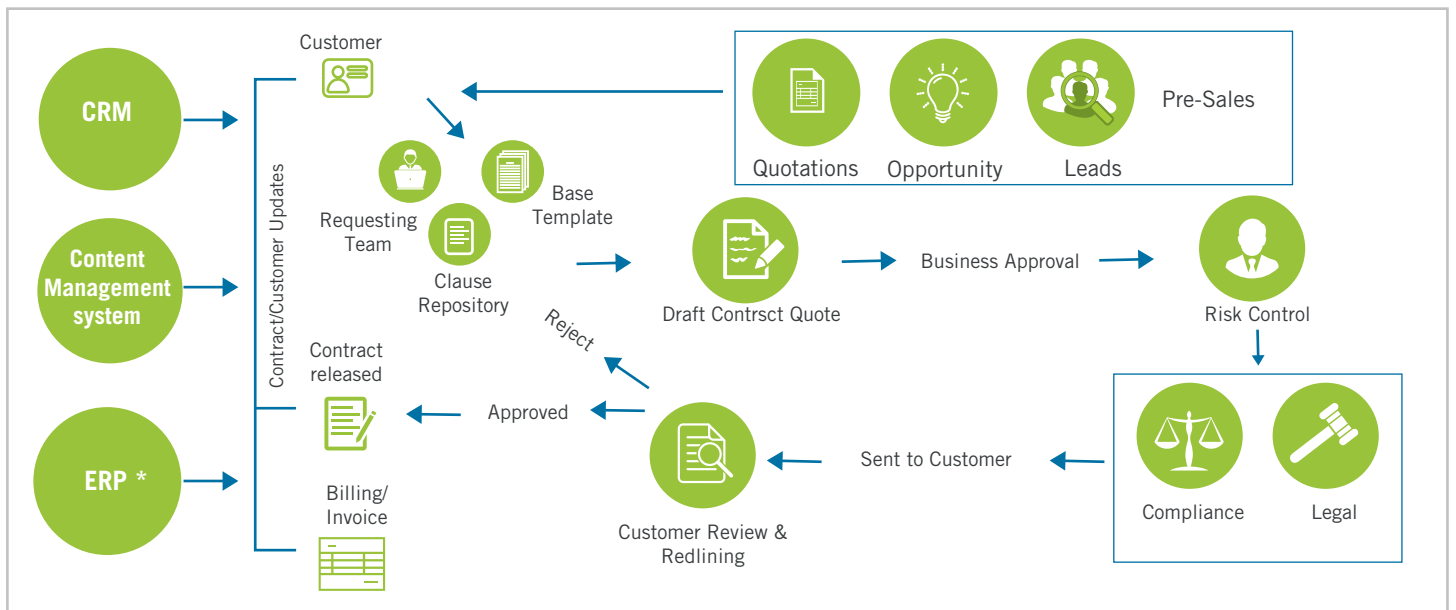 CRM
Content
Management
system
ERP *
Contract/Customer Updates
Customer
Requesting
Team
Base
Template
Clause
Repository
Quotations
Opportunity
Leads
Pre-Sales
Draft Contrsct Quote
Business Approval
Risk Control
Compliance
Legal
Sent to Customer
Customer Review &
Redlining
Reject
Approved
Contract
released
Billing/
Invoice